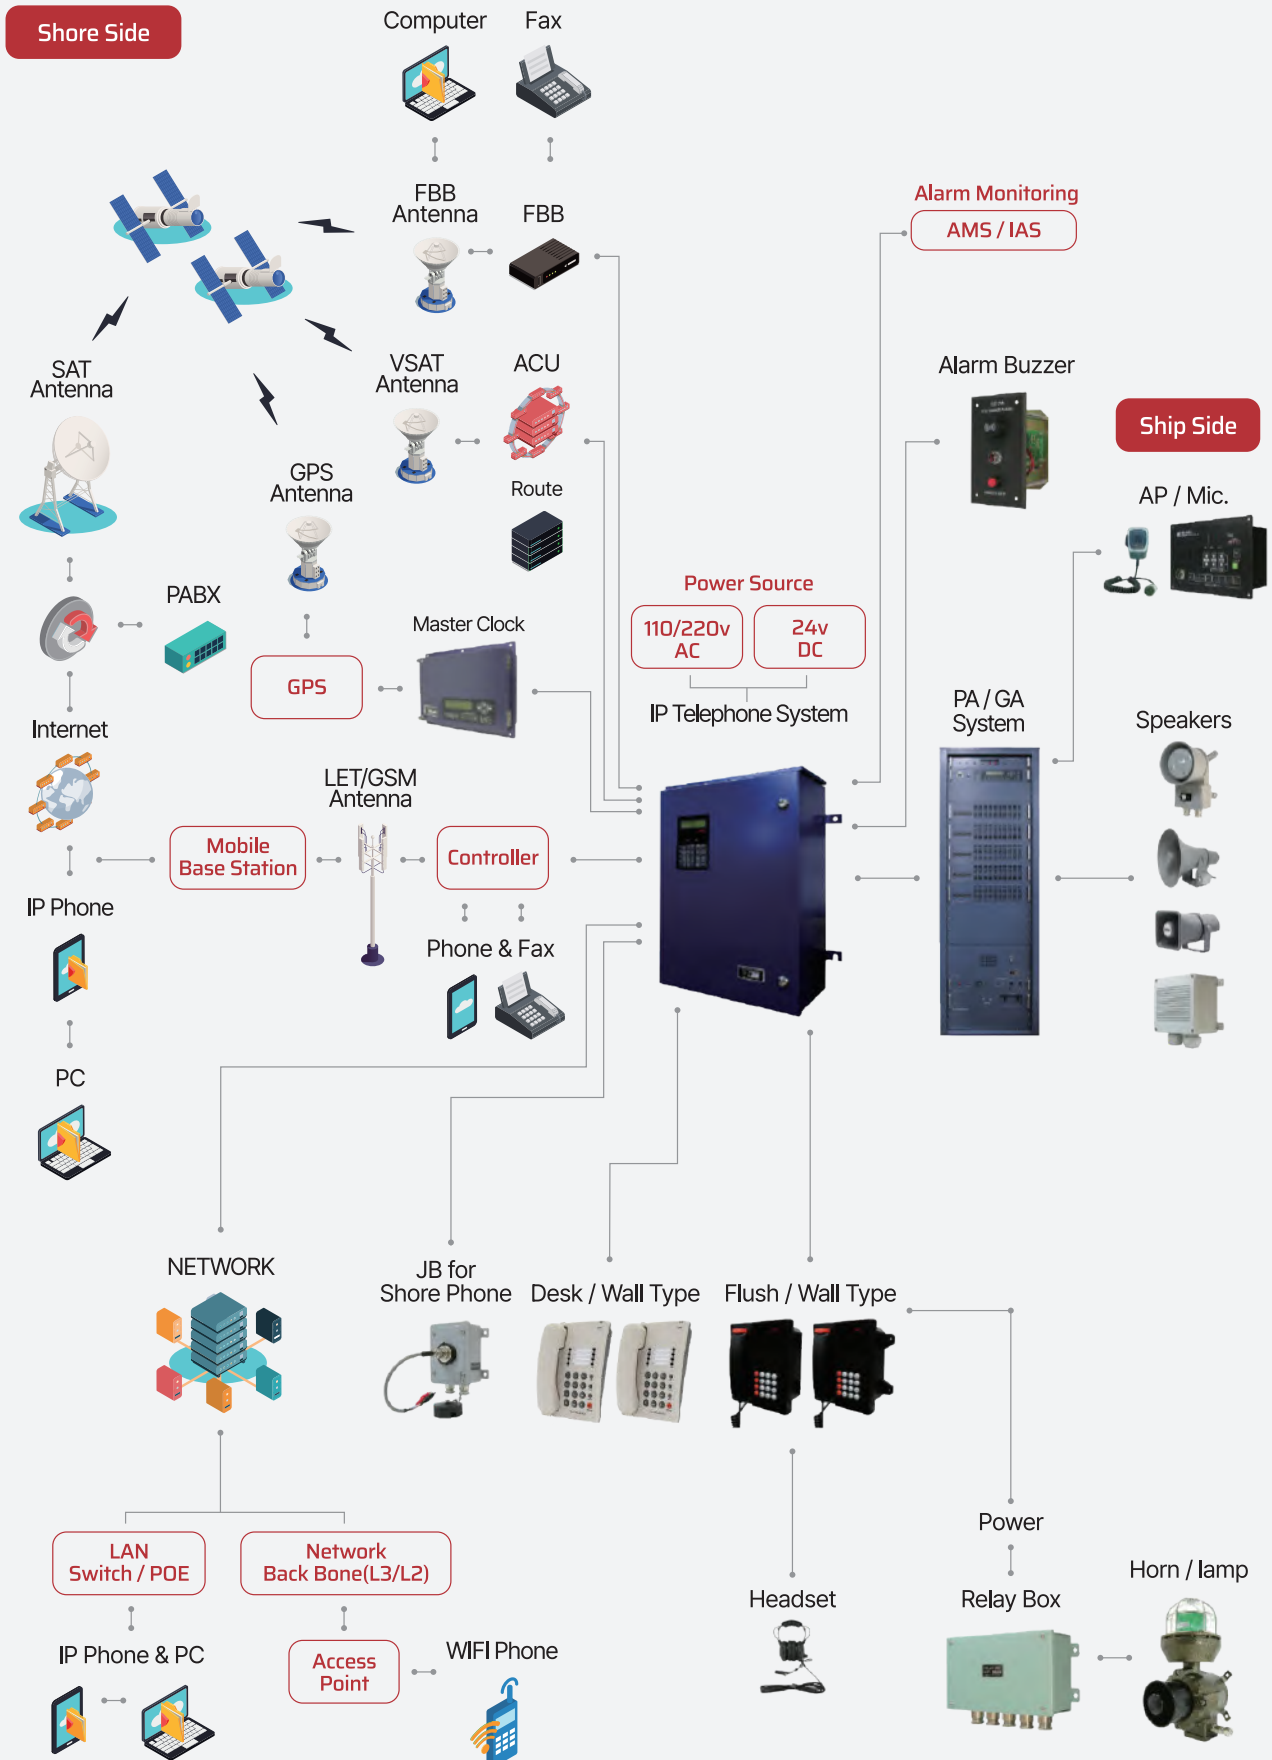 Shore Side
Computer
Fax
FBB
Antenna
FBB
Alarm Monitoring
AMS / IAS
SAT
Antenna
VSAT
Antenna
ACU
Alarm Buzzer
Ship Side
GPS
Antenna
Route
AP / Mic.
PABX
Master Clock
Power Source
110/220v
AC
24v
DC
GPS
IP Telephone System
PA / GA
System
Speakers
Internet
LET/GSM
Antenna
Mobile
Base Station
Controller
IP Phone
Phone & Fax
PC
NETWORK
JB for
Shore Phone
Desk / Wall Type
Flush / Wall Type
Power
LAN
Switch / POE
Network
Back Bone(L3/L2)
Horn / lamp
Headset
Relay Box
IP Phone & PC
Access
Point
WIFI Phone